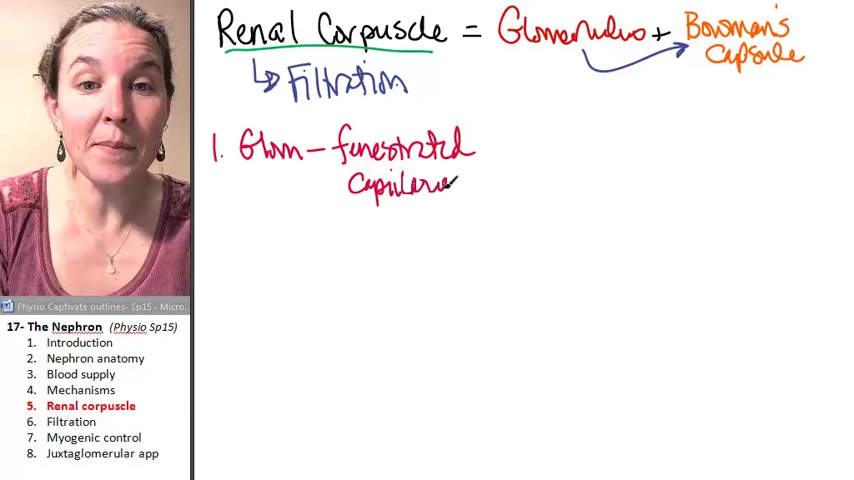 Renal Corpuscle = Glomerulus + Bowman's
Capsule
Filtration
1. Glom - fenestrated
capillarie
Physio Captivate outlines- Sp15 - Micro...
17- The Nephron (Physio Sp15)
1. Introduction
2. Nephron anatomy
3. Blood supply
4. Mechanisms
5. Renal corpuscle
6. Filtration
7. Myogenic control
8. Juxtaglomerular app